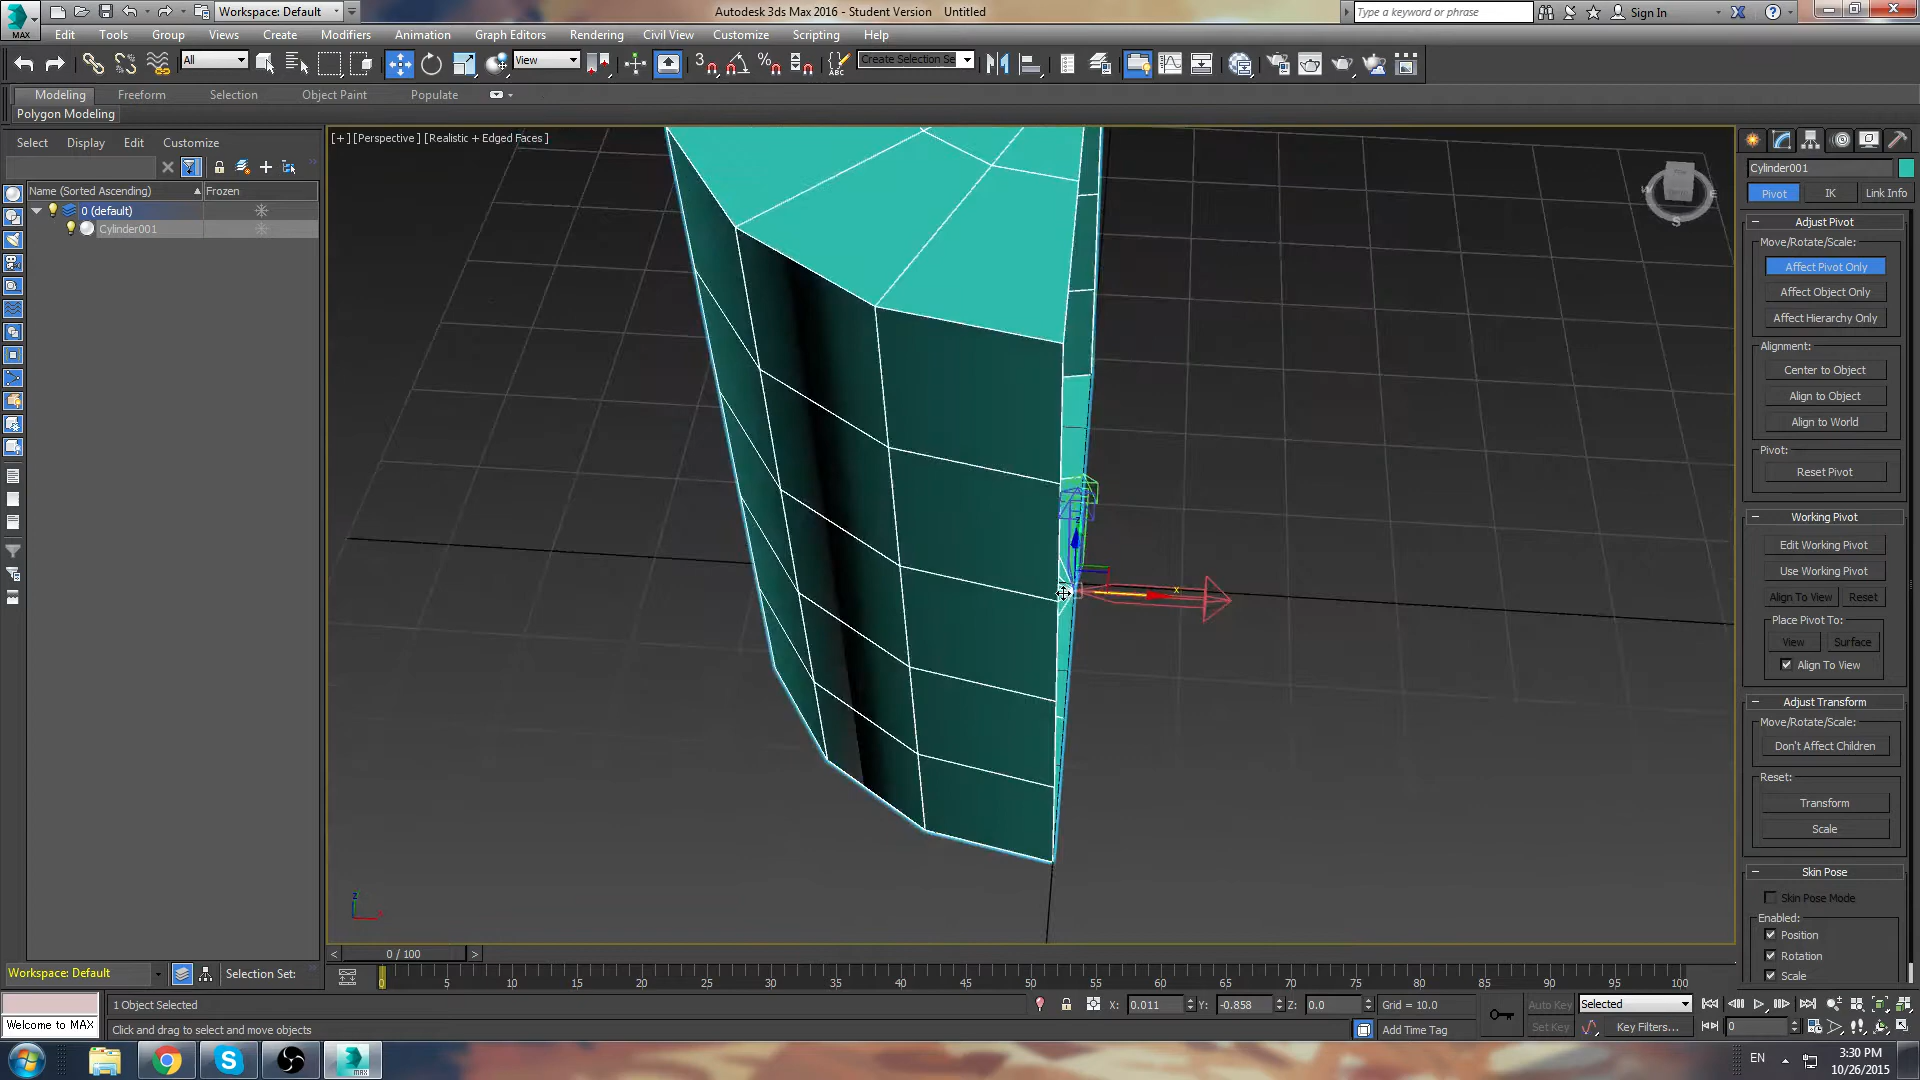 Workspace: Default
Autodesk 3ds Max 2016 - Student Version    Untitled
Type a keyword or phrase
Sign In
MAX
Edit Tools Group Views Create Modifiers Animation Graph Editors Rendering Civil View Customize Scripting Help
All
View
Create Selection Se
Modeling Freeform Selection Object Paint Populate
Polygon Modeling
Select Display Edit Customize
Name (Sorted Ascending) Frozen
0 (default)
Cylinder001
[+] [Perspective] [Realistic + Edged Faces]
Cylinder001
Pivot IK Link Info
Adjust Pivot
Move/Rotate/Scale:
Affect Pivot Only
Affect Object Only
Affect Hierarchy Only
Alignment:
Center to Object
Align to Object
Align to World
Pivot:
Reset Pivot
Working Pivot
Edit Working Pivot
Use Working Pivot
Align To View Reset
Place Pivot To:
View Surface
Align To View
Adjust Transform
Move/Rotate/Scale:
Don't Affect Children
Reset:
Transform
Scale
Skin Pose
Skin Pose Mode
Enabled:
Position
Rotation
Scale
x
z
0 / 100
Workspace: Default
Selection Set:
0 5 10 15 20 25 30 35 40 45 50 55 60 65 70 75 80 85 90 95 100
1 Object Selected
X: 0.011 Y: -0.858 Z: 0.0 Grid = 10.0
Auto Key Selected
Welcome to MAX
Click and drag to select and move objects
Add Time Tag
Set Key Key Filters... 0
EN
3:30 PM
10/26/2015